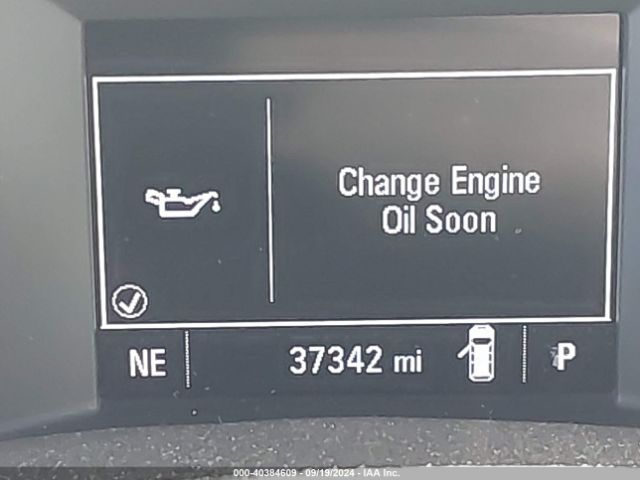 Change Engine
Oil Soon
NE 37342 mi P
000-40384609 - 09/19/2024 - IAA Inc.